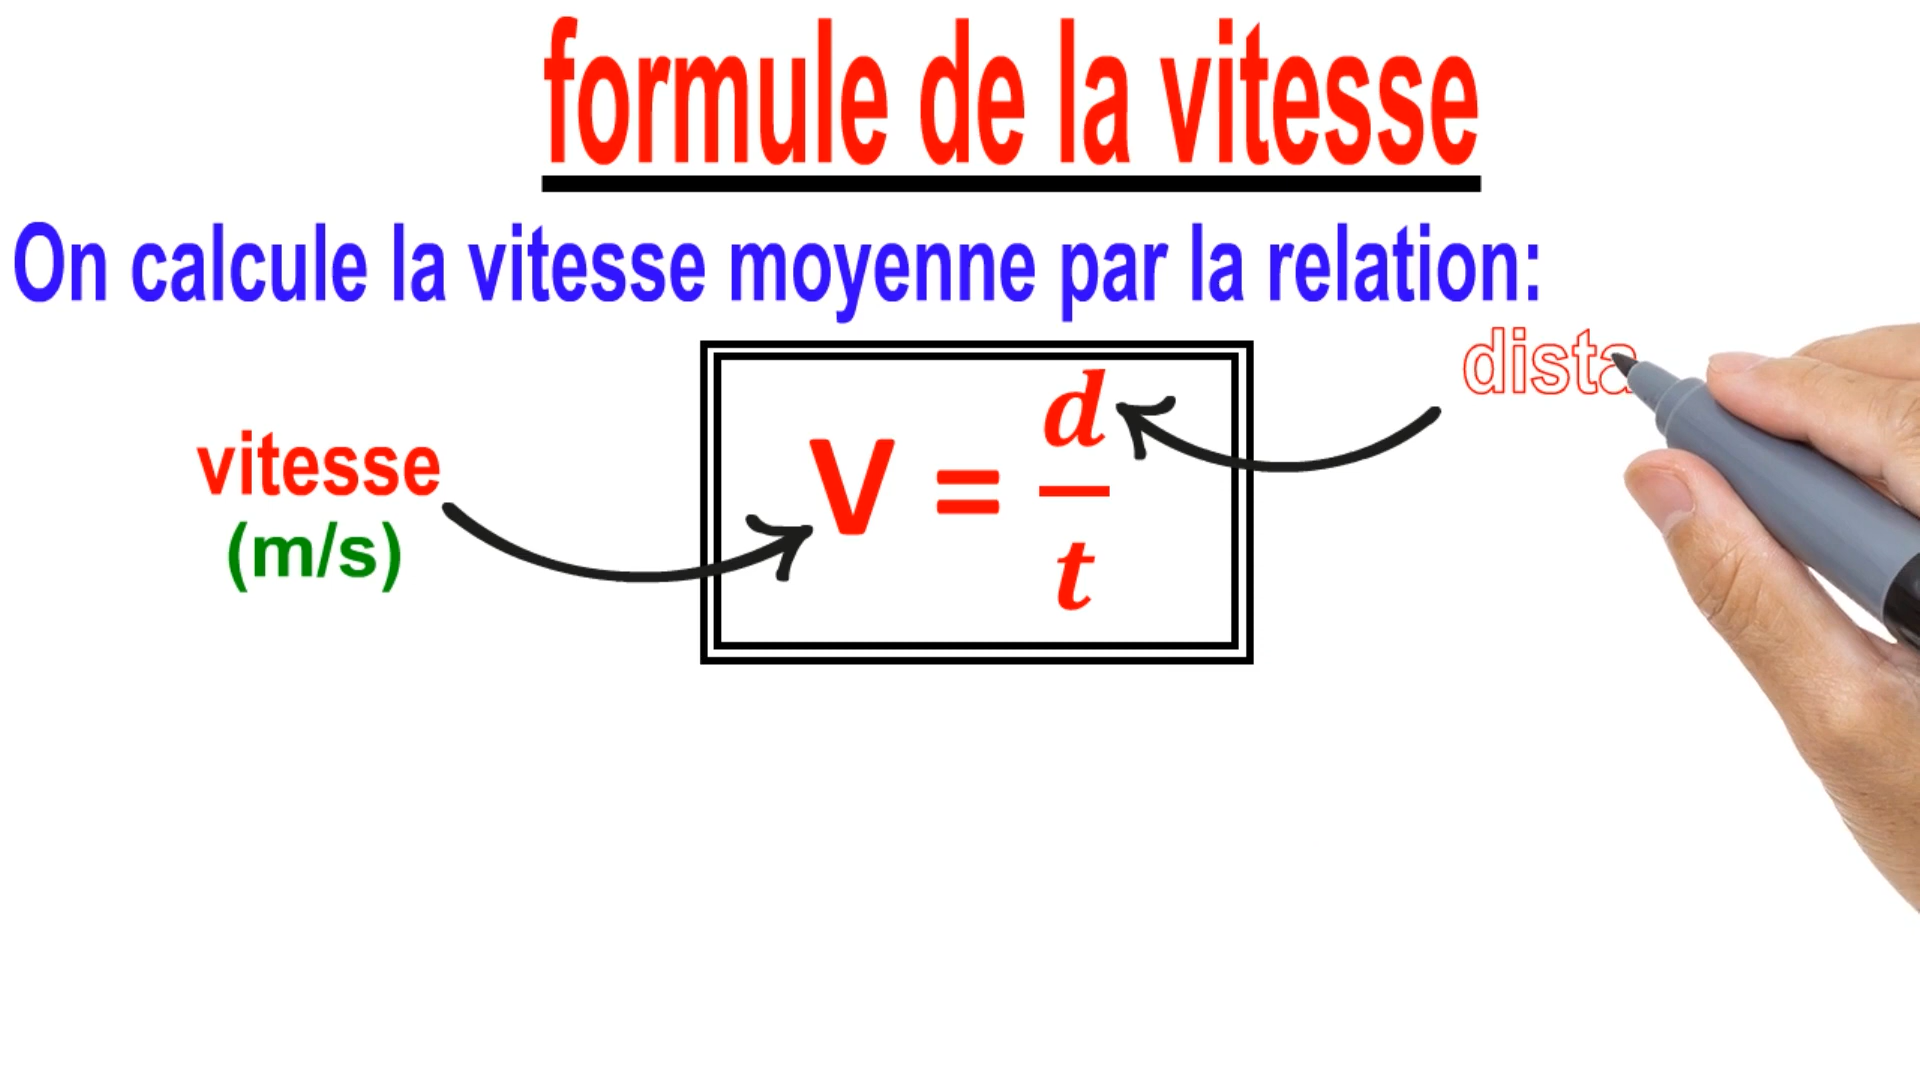 formule de la vitesse
On calcule la vitesse moyenne par la relation:
dista
vitesse
(m/s)
V = d/t